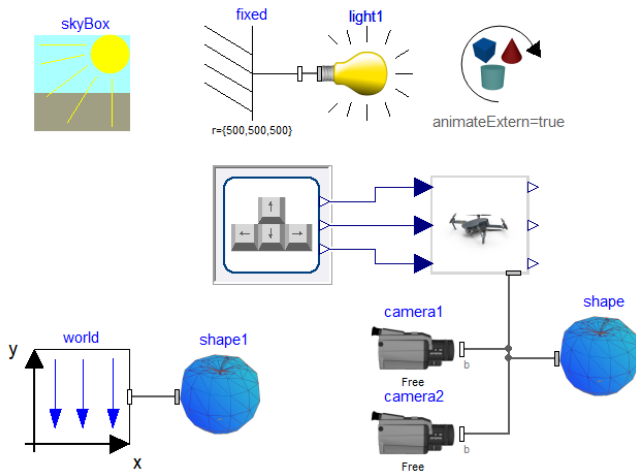 skyBox
fixed
light1
r={500,500,500}
animateExtern=true
camera1
shape
b
Free
world
shape1
y
x
camera2
b
Free